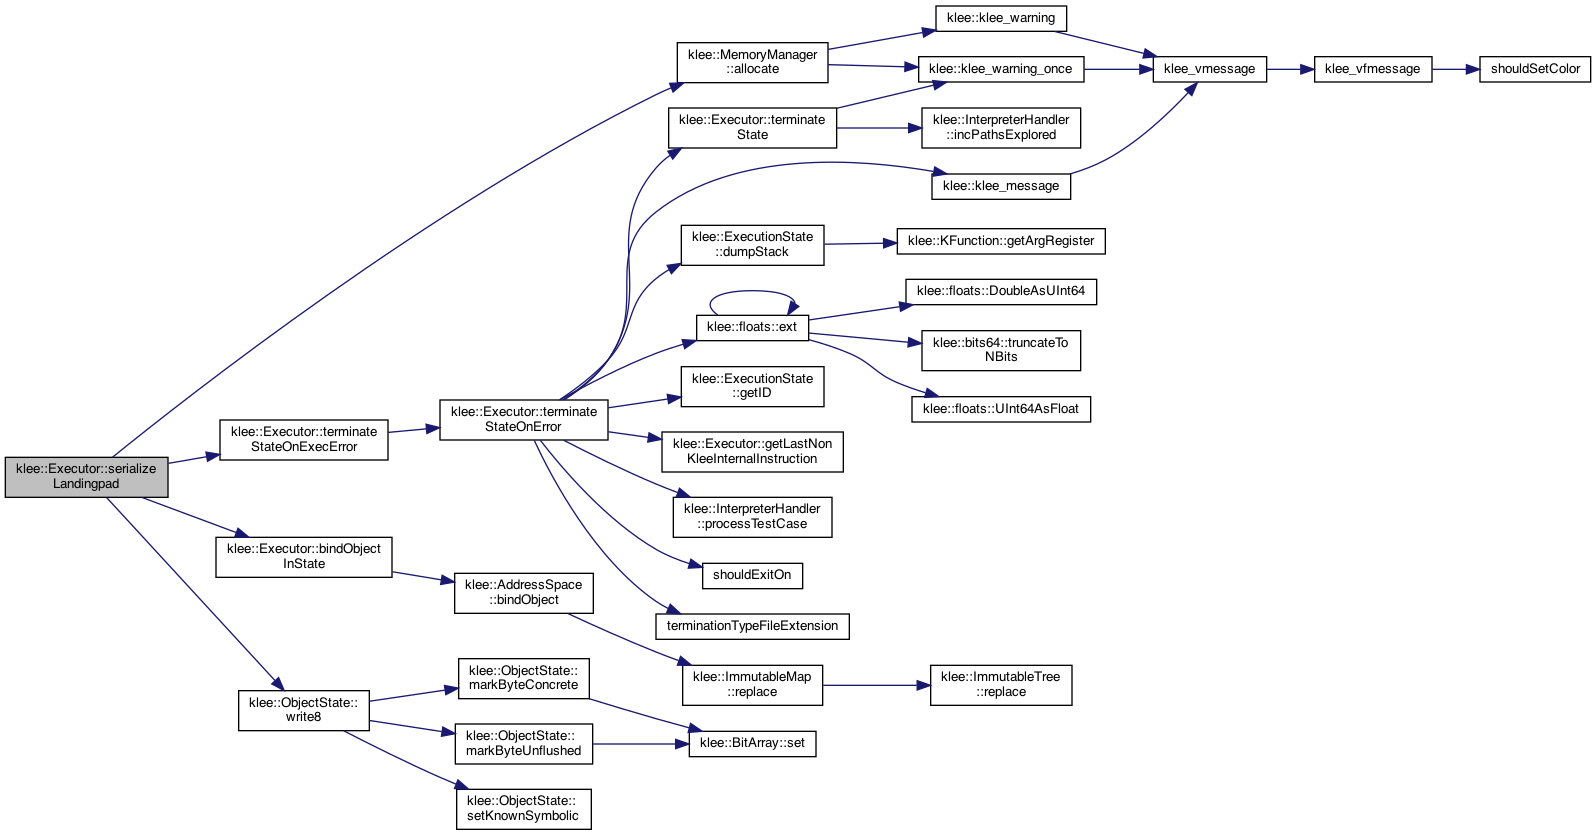 klee::Executor::serialize
Landingpad
klee::MemoryManager
::allocate
klee::klee_warning
klee::klee_warning_once
klee_vmessage
klee_vfmessage
shouldSetColor
klee::Executor::terminate
State
klee::InterpreterHandler
::incPathsExplored
klee::klee_message
klee::ExecutionState
::dumpStack
klee::KFunction::getArgRegister
klee::floats::ext
klee::floats::DoubleAsUInt64
klee::bits64::truncateTo
NBits
klee::floats::UInt64AsFloat
klee::ExecutionState
::getID
klee::Executor::terminate
StateOnExecError
klee::Executor::terminate
StateOnError
klee::Executor::getLastNon
KleeInternalInstruction
klee::InterpreterHandler
::processTestCase
shouldExitOn
terminationTypeFileExtension
klee::Executor::bindObject
InState
klee::AddressSpace
::bindObject
klee::ImmutableMap
::replace
klee::ImmutableTree
::replace
klee::ObjectState::
write8
klee::ObjectState::
markByteConcrete
klee::ObjectState::
markByteUnflushed
klee::BitArray::set
klee::ObjectState::
setKnownSymbolic